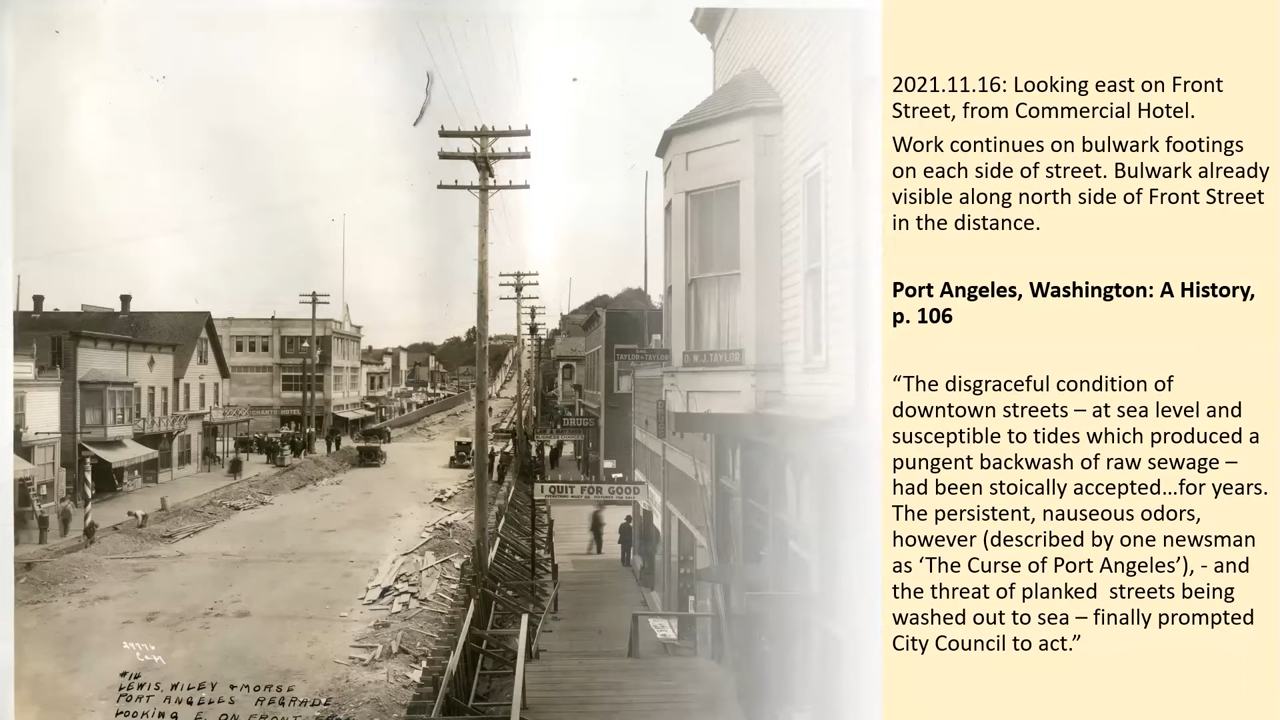 2021.11.16: Looking east on Front
Street, from Commercial Hotel.
Work continues on bulwark footings
on each side of street. Bulwark already
visible along north side of Front Street
in the distance.
Port Angeles, Washington: A History,
p. 106
“The disgraceful condition of
downtown streets – at sea level and
susceptible to tides which produced a
pungent backwash of raw sewage –
had been stoically accepted…for years.
The persistent, nauseous odors,
however (described by one newsman
as ‘The Curse of Port Angeles’), - and
the threat of planked  streets being
washed out to sea – finally prompted
City Council to act.”
TAYLOR & TAYLOR
D.W.J. TAYLOR
CHANTS HOTEL
DRUGS
I QUIT FOR GOOD
#14
LEWIS, WILEY & MORSE
PORT ANGELES REGRADE
LOOKING E. ON FRONT